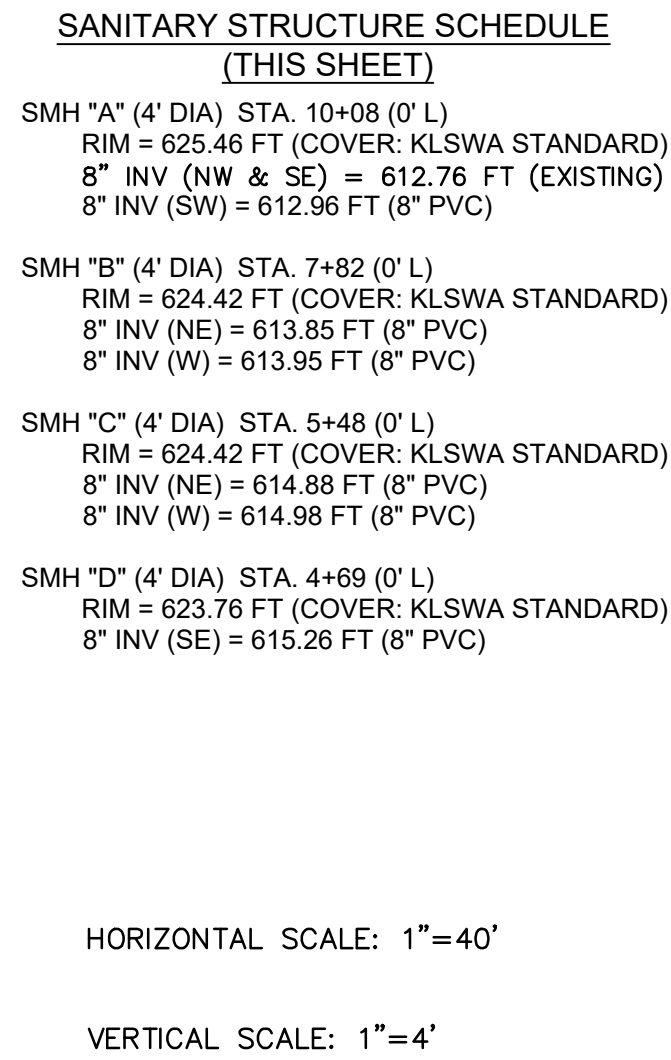 SANITARY STRUCTURE SCHEDULE
(THIS SHEET)
SMH "A" (4' DIA) STA. 10+08 (0' L)
RIM = 625.46 FT (COVER: KLSWA STANDARD)
8" INV (NW & SE) = 612.76 FT (EXISTING)
8" INV (SW) = 612.96 FT (8" PVC)
SMH "B" (4' DIA) STA. 7+82 (0' L)
RIM = 624.42 FT (COVER: KLSWA STANDARD)
8" INV (NE) = 613.85 FT (8" PVC)
8" INV (W) = 613.95 FT (8" PVC)
SMH "C" (4' DIA) STA. 5+48 (0' L)
RIM = 624.42 FT (COVER: KLSWA STANDARD)
8" INV (NE) = 614.88 FT (8" PVC)
8" INV (W) = 614.98 FT (8" PVC)
SMH "D" (4' DIA) STA. 4+69 (0' L)
RIM = 623.76 FT (COVER: KLSWA STANDARD)
8" INV (SE) = 615.26 FT (8" PVC)
HORIZONTAL SCALE: 1"=40'
VERTICAL SCALE: 1"=4'